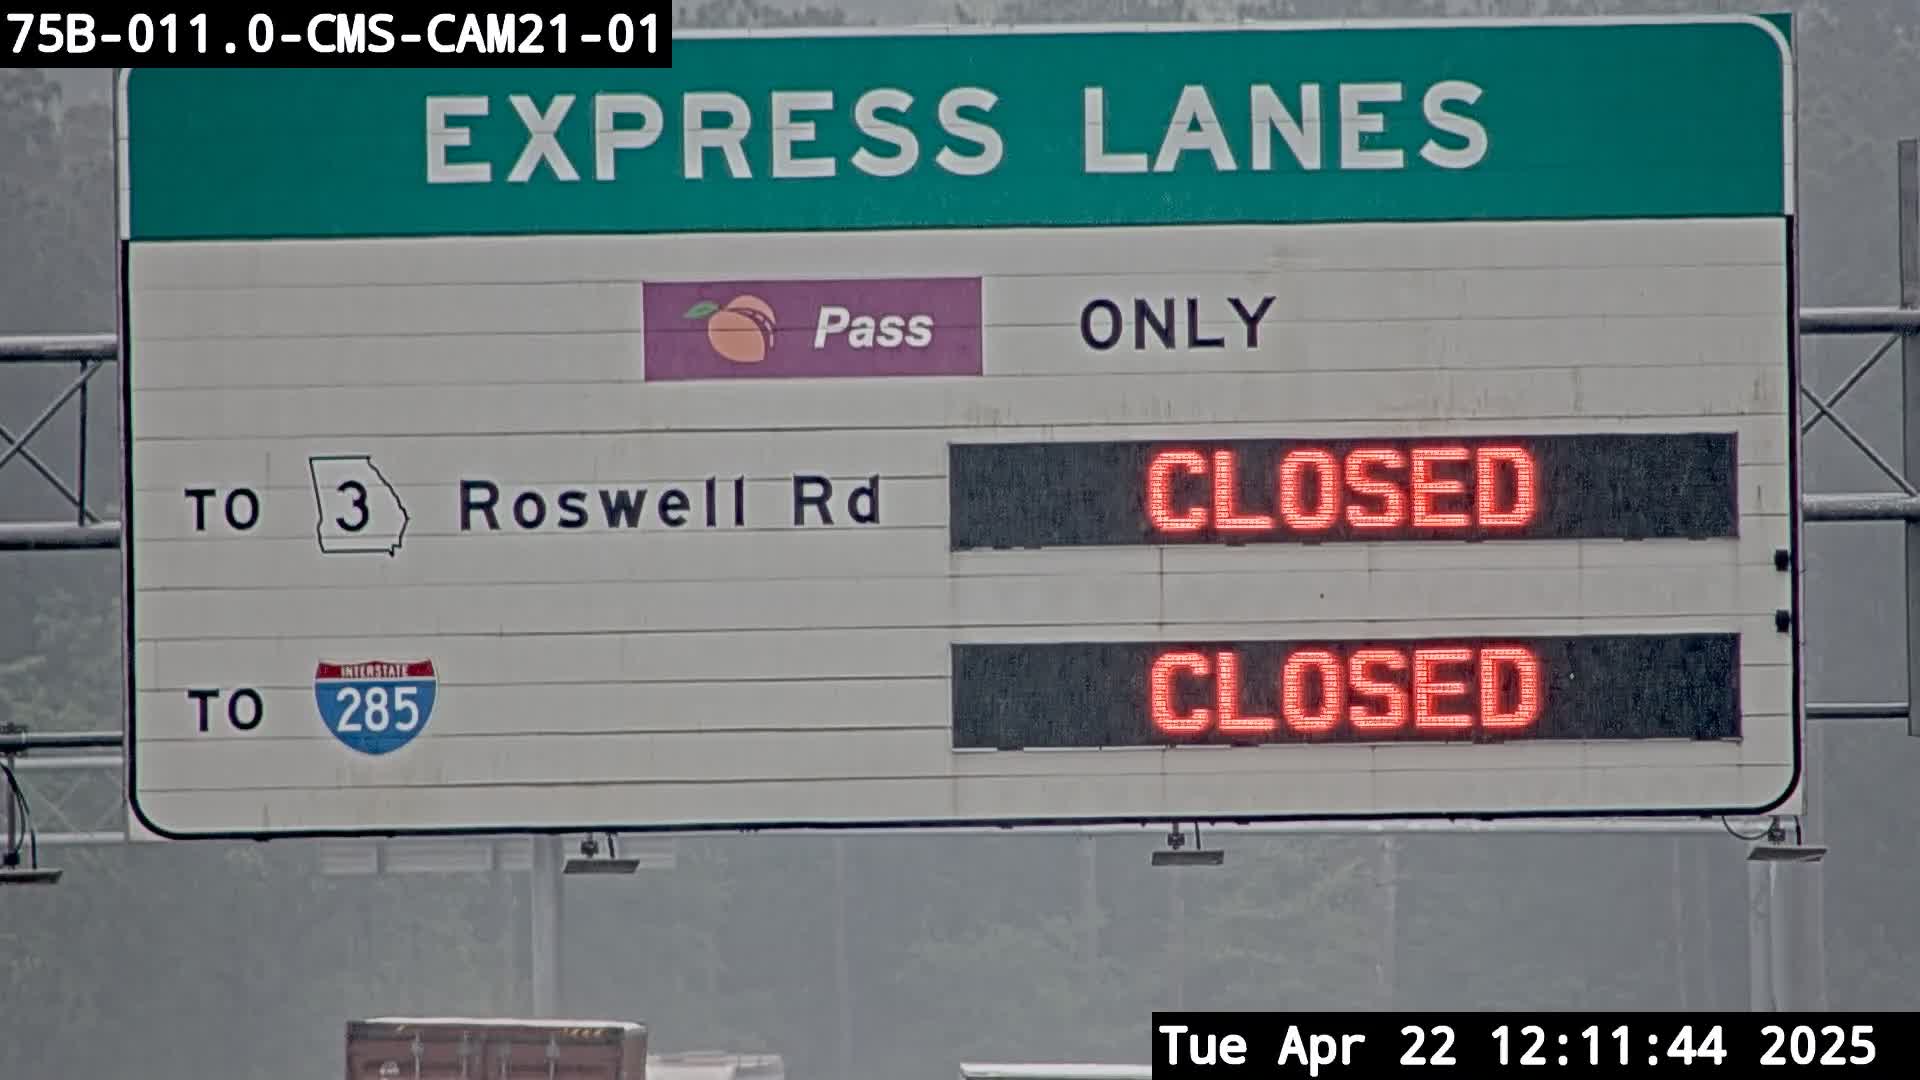 75B-011.0-CMS-CAM21-01
EXPRESS LANES
Pass ONLY
TO 3 Roswell Rd CLOSED
TO INTERSTATE 285 CLOSED
Tue Apr 22 12:11:44 2025